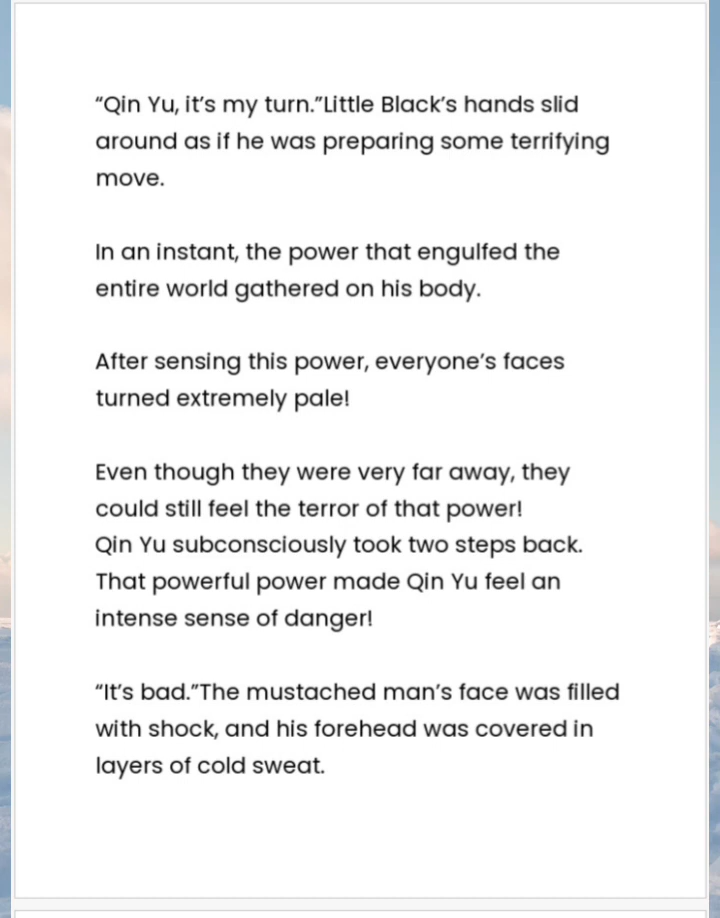 “Qin Yu, it’s my turn.”Little Black’s hands slid
around as if he was preparing some terrifying
move.
In an instant, the power that engulfed the
entire world gathered on his body.
After sensing this power, everyone’s faces
turned extremely pale!
Even though they were very far away, they
could still feel the terror of that power!
Qin Yu subconsciously took two steps back.
That powerful power made Qin Yu feel an
intense sense of danger!
“It’s bad.”The mustached man’s face was filled
with shock, and his forehead was covered in
layers of cold sweat.